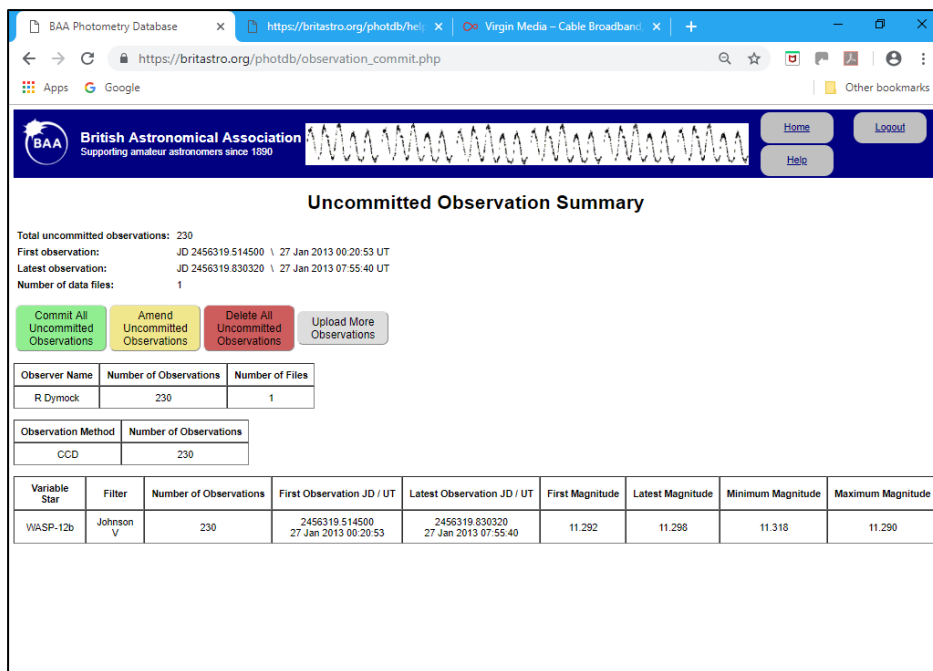 BAA Photometry Database
https://britastro.org/photdb/help
Virgin Media – Cable Broadband,
https://britastro.org/photdb/observation_commit.php
Apps Google Other bookmarks
BAA
British Astronomical Association
Supporting amateur astronomers since 1890
Home
Help
Logout
Uncommitted Observation Summary
Total uncommitted observations: 230
First observation: JD 2456319.514500 \ 27 Jan 2013 00:20:53 UT
Latest observation: JD 2456319.830320 \ 27 Jan 2013 07:55:40 UT
Number of data files: 1
Commit All
Uncommitted
Observations
Amend
Uncommitted
Observations
Delete All
Uncommitted
Observations
Upload More
Observations
Observer Name Number of Observations Number of Files
R Dymock 230 1
Observation Method Number of Observations
CCD 230
Variable
Star
Filter Number of Observations First Observation JD / UT Latest Observation JD / UT First Magnitude Latest Magnitude Minimum Magnitude Maximum Magnitude
WASP-12b
Johnson
V
230
2456319.514500
27 Jan 2013 00:20:53
2456319.830320
27 Jan 2013 07:55:40
11.292 11.298 11.318 11.290